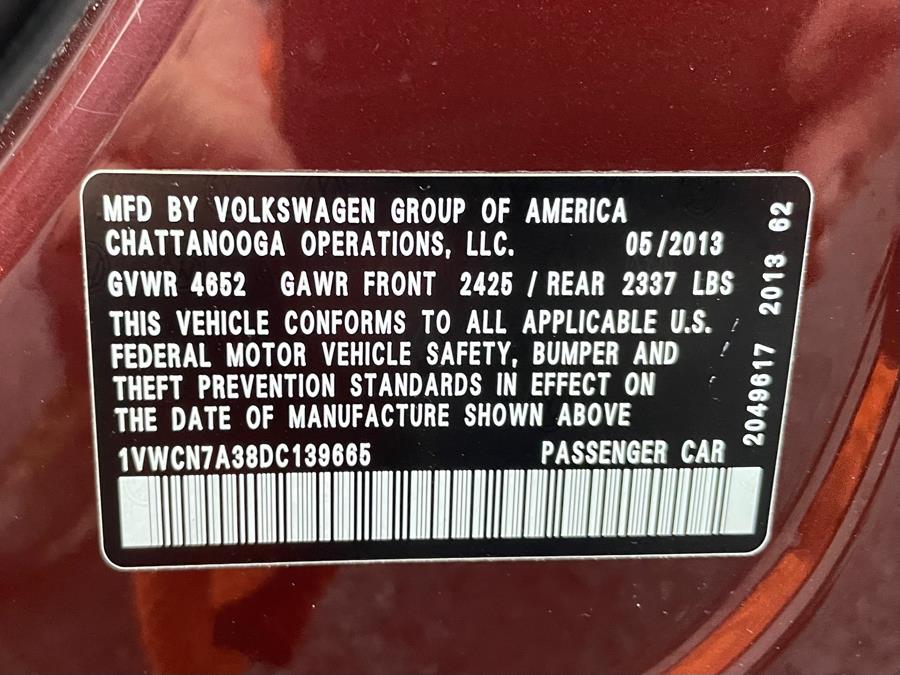 MFD BY VOLKSWAGEN GROUP OF AMERICA
CHATTANOOGA OPERATIONS, LLC. 05/2013
GVWR 4652 GAWR FRONT 2425 / REAR 2337 LBS
THIS VEHICLE CONFORMS TO ALL APPLICABLE U.S.
FEDERAL MOTOR VEHICLE SAFETY, BUMPER AND
THEFT PREVENTION STANDARDS IN EFFECT ON
THE DATE OF MANUFACTURE SHOWN ABOVE
1VWCN7A38DC139665 PASSENGER CAR
2049617 2013 62